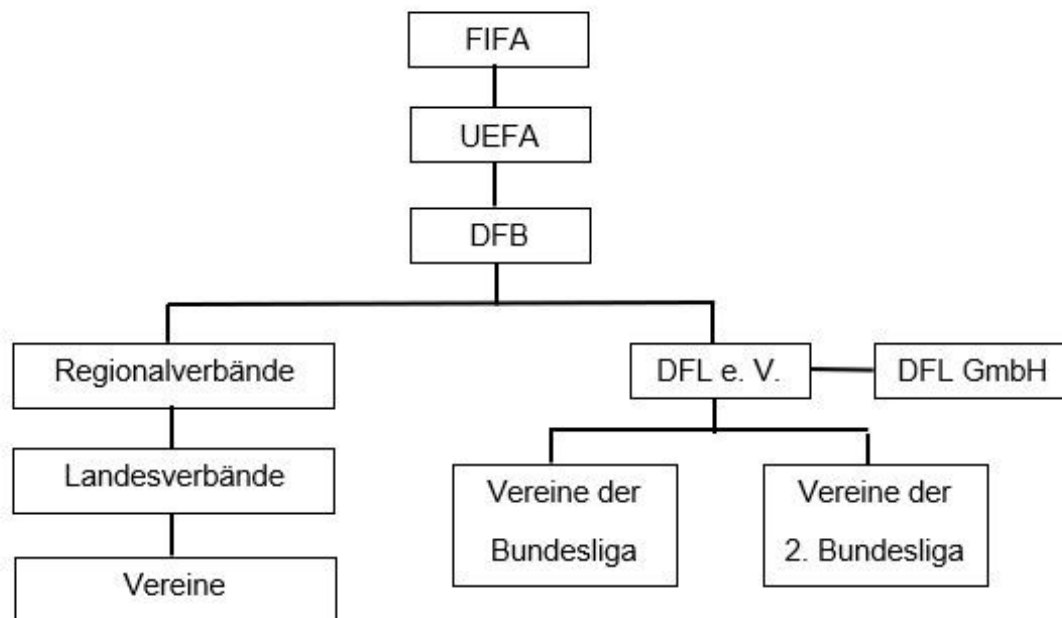 FIFA
UEFA
DFB
Regionalverbände
DFL e. V.
DFL GmbH
Landesverbände
Vereine der
Bundesliga
Vereine der
2. Bundesliga
Vereine